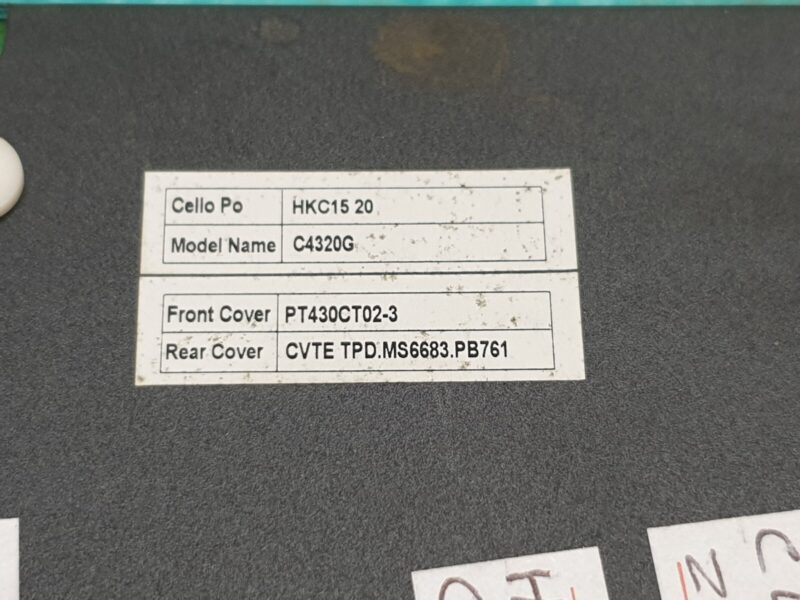 Cello Po HKC15 20
Model Name C4320G
Front Cover PT430CT02-3
Rear Cover CVTE TPD.MS6683.PB761